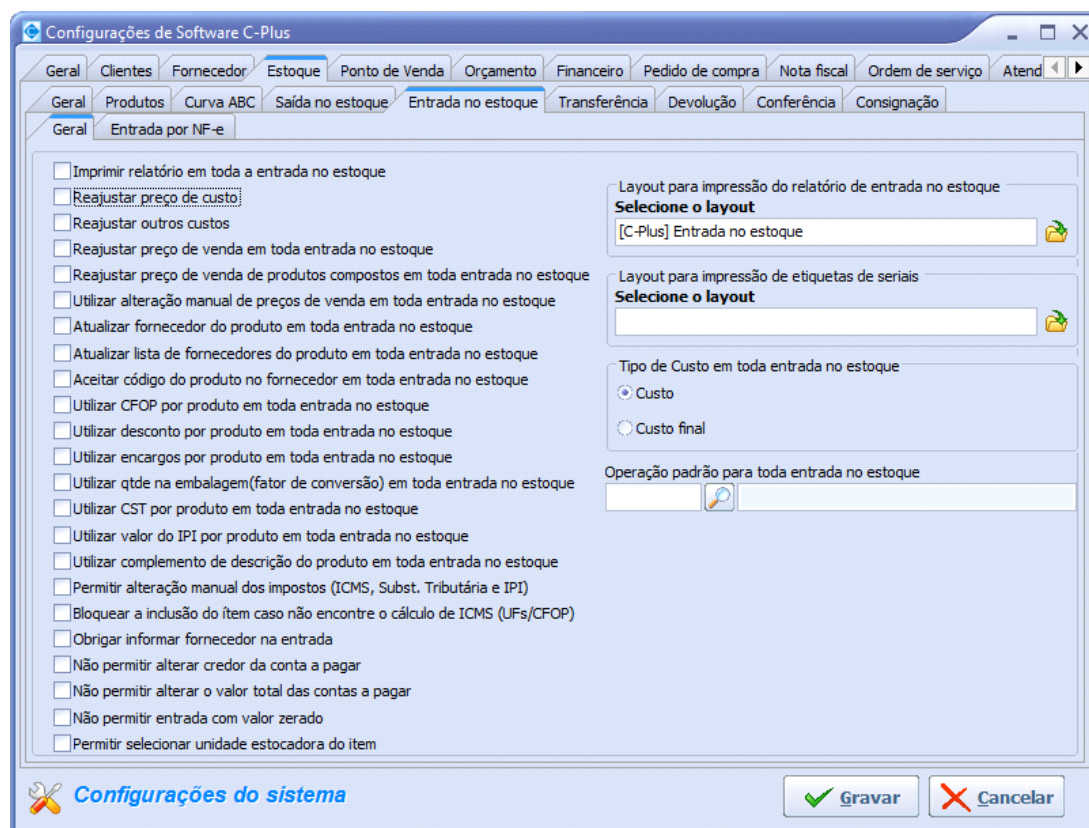 Configurações de Software C-Plus
Geral Clientes Fornecedor Estoque Ponto de Venda Orçamento Financeiro Pedido de compra Nota fiscal Ordem de serviço Atend
Geral Produtos Curva ABC Saída no estoque Entrada no estoque Transferência Devolução Conferência Consignação
Geral Entrada por NF-e
Imprimir relatório em toda a entrada no estoque
Reajustar preço de custo
Reajustar outros custos
Reajustar preço de venda em toda entrada no estoque
Reajustar preço de venda de produtos compostos em toda entrada no estoque
Utilizar alteração manual de preços de venda em toda entrada no estoque
Atualizar fornecedor do produto em toda entrada no estoque
Atualizar lista de fornecedores do produto em toda entrada no estoque
Aceitar código do produto no fornecedor em toda entrada no estoque
Utilizar CFOP por produto em toda entrada no estoque
Utilizar desconto por produto em toda entrada no estoque
Utilizar encargos por produto em toda entrada no estoque
Utilizar qtde na embalagem(fator de conversão) em toda entrada no estoque
Utilizar CST por produto em toda entrada no estoque
Utilizar valor do IPI por produto em toda entrada no estoque
Utilizar complemento de descrição do produto em toda entrada no estoque
Permitir alteração manual dos impostos (ICMS, Subst. Tributária e IPI)
Bloquear a inclusão do ítem caso não encontre o cálculo de ICMS (UFs/CFOP)
Obrigar informar fornecedor na entrada
Não permitir alterar credor da conta a pagar
Não permitir alterar o valor total das contas a pagar
Não permitir entrada com valor zerado
Permitir selecionar unidade estocadora do item
Layout para impressão do relatório de entrada no estoque
Selecione o layout
[C-Plus] Entrada no estoque
Layout para impressão de etiquetas de seriais
Selecione o layout
Tipo de Custo em toda entrada no estoque
Custo
Custo final
Operação padrão para toda entrada no estoque
Configurações do sistema
Gravar
Cancelar